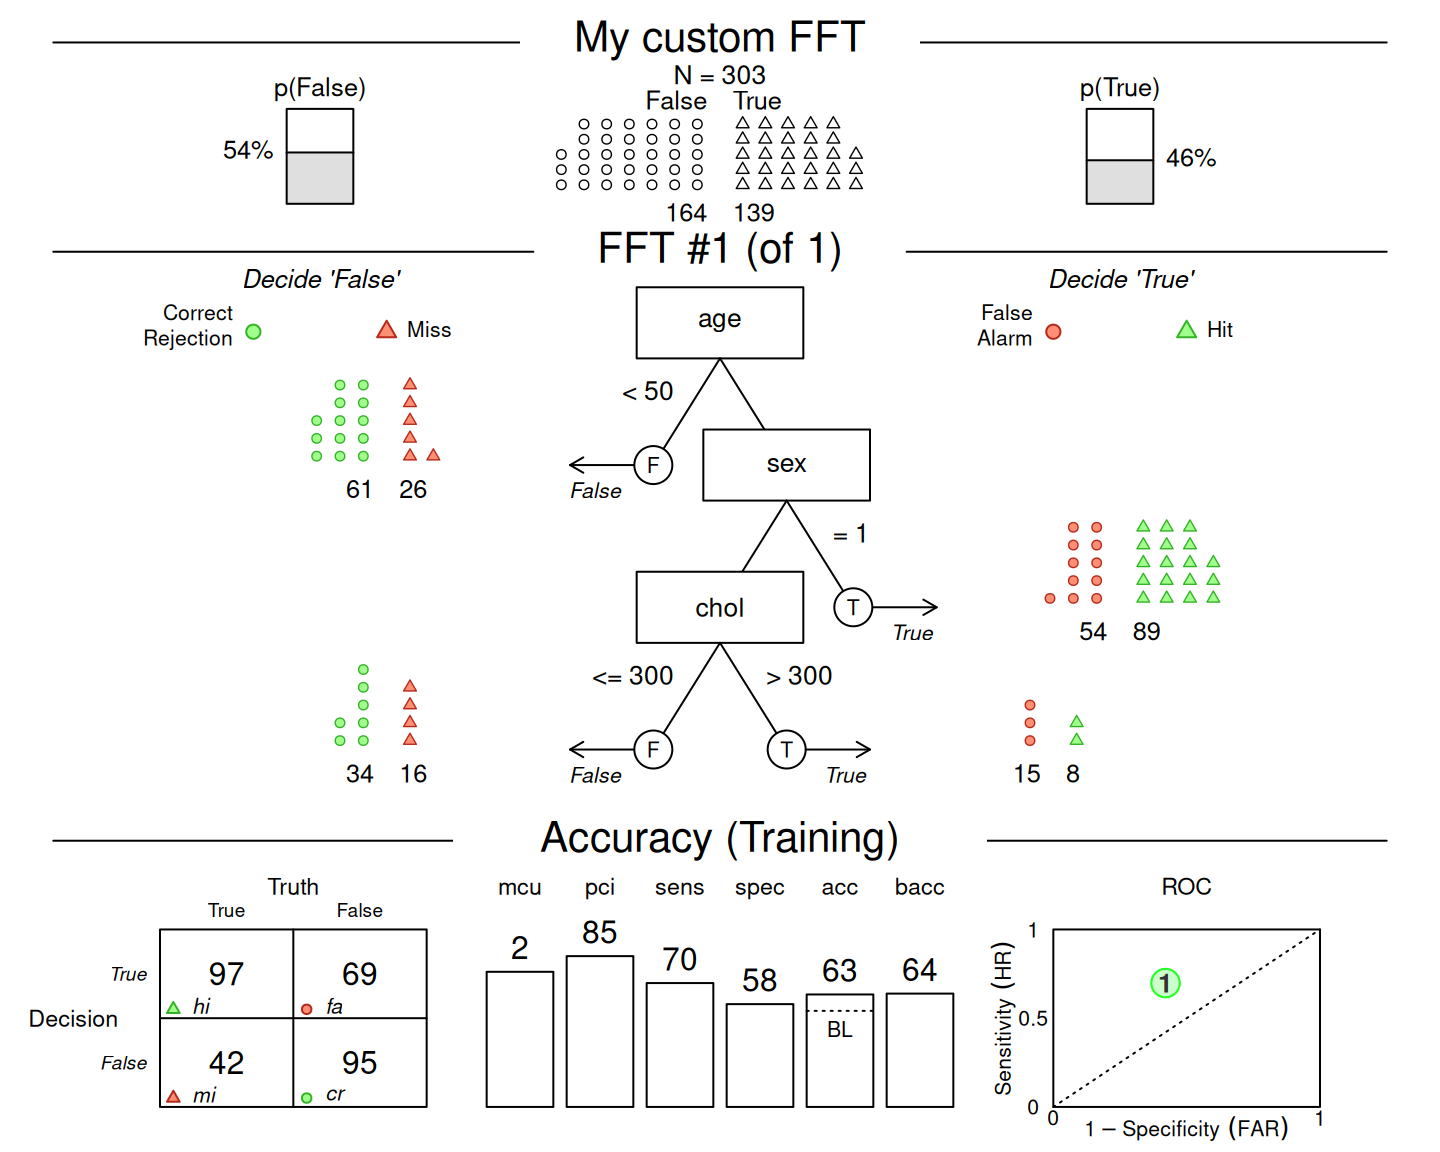 My custom FFT
N = 303
p(False)
False True
p(True)
54%
46%
164 139
FFT #1 (of 1)
Decide 'False'
Decide 'True'
Correct
Rejection
Miss
False
Alarm
Hit
age
< 50
sex
F
False
61 26
= 1
chol
T
True
54 89
<= 300
> 300
F
T
False
True
34 16
15 8
Accuracy (Training)
Truth
True False
mcu pci sens spec acc bacc
ROC
Decision
True
97
hi
69
fa
False
42
mi
95
cr
2
85
70
58
63
64
BL
Sensitivity (HR)
1
0.5
0
1
0
1
1 – Specificity (FAR)